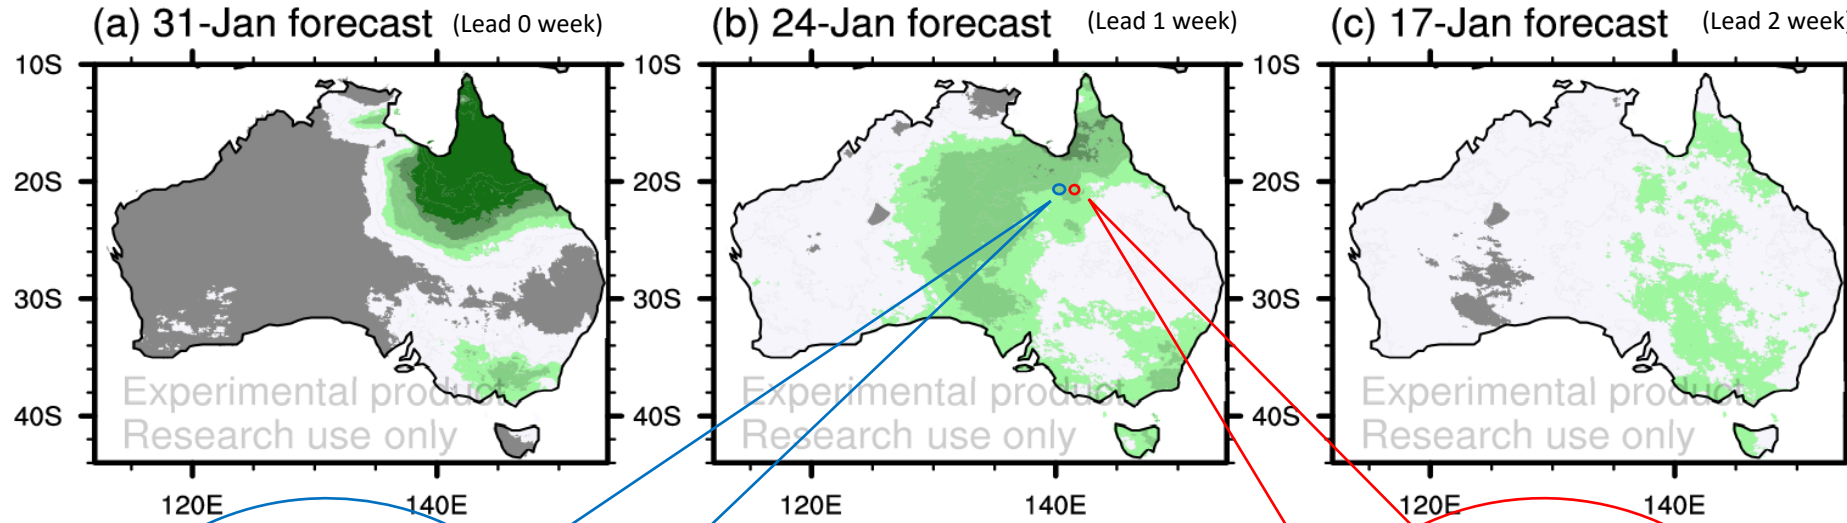 (a) 31-Jan forecast (Lead 0 week)
(b) 24-Jan forecast (Lead 1 week)
(c) 17-Jan forecast (Lead 2 week)
10S 10S 10S
20S 20S 20S
30S 30S 30S
40S 40S 40S
Experimental product
Research use only
Experimental product
Research use only
Experimental product
Research use only
120E 140E 120E 140E 120E 140E